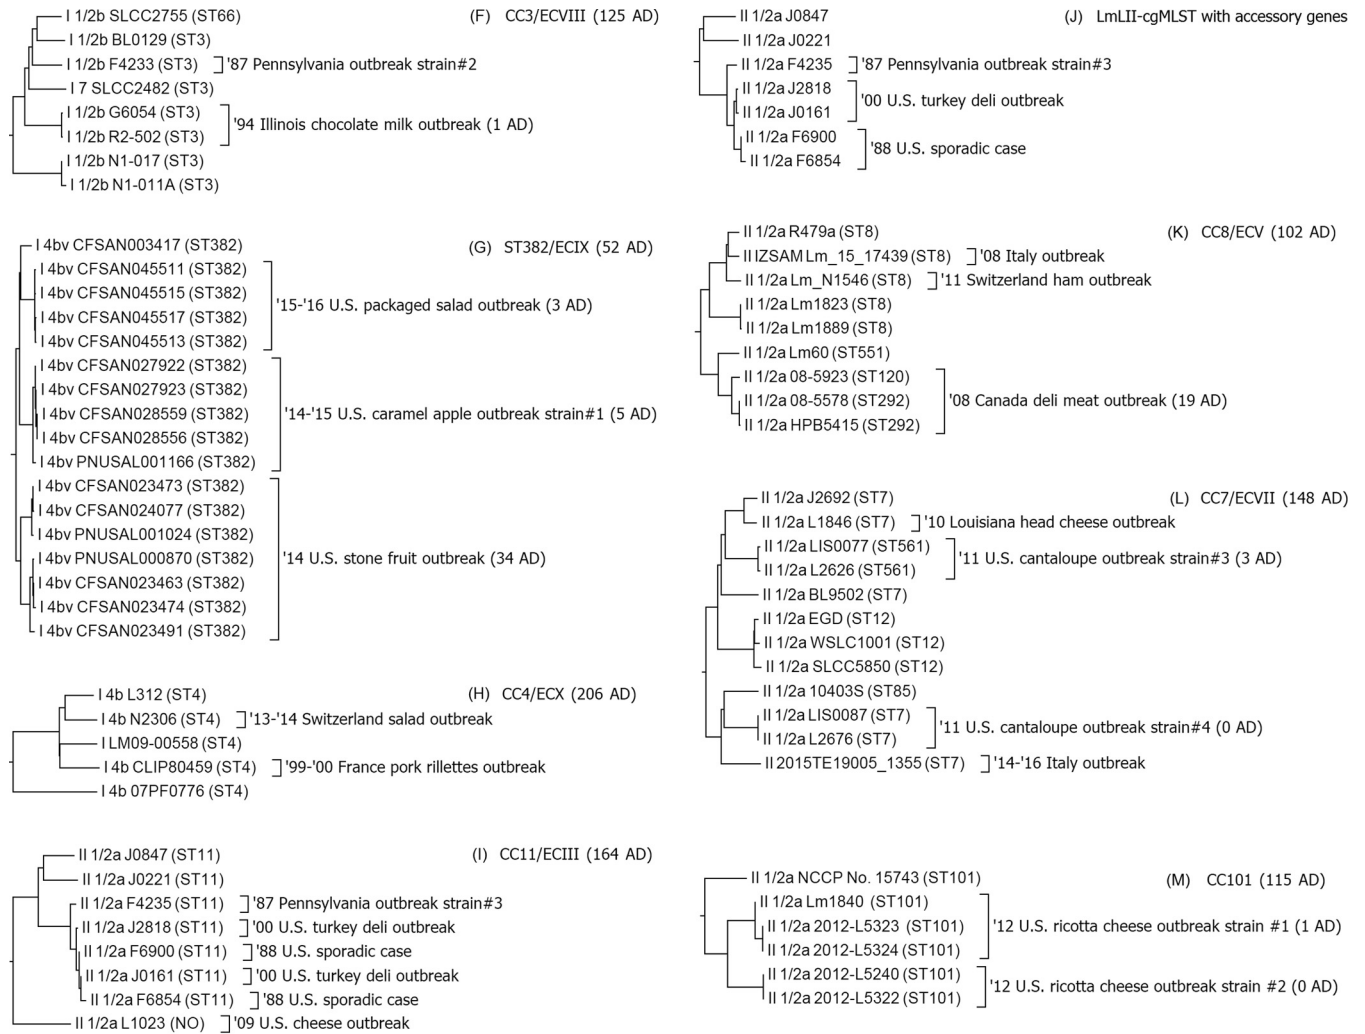 (F) CC3/ECVIII (125 AD)
I 1/2b SLCC2755 (ST66)
I 1/2b BL0129 (ST3)
I 1/2b F4233 (ST3) '87 Pennsylvania outbreak strain#2
I 7 SLCC2482 (ST3)
I 1/2b G6054 (ST3)
'94 Illinois chocolate milk outbreak (1 AD)
I 1/2b R2-502 (ST3)
I 1/2b N1-017 (ST3)
I 1/2b N1-011A (ST3)
(G) ST382/ECIX (52 AD)
I 4bv CFSAN003417 (ST382)
I 4bv CFSAN045511 (ST382)
I 4bv CFSAN045515 (ST382)
'15-'16 U.S. packaged salad outbreak (3 AD)
I 4bv CFSAN045517 (ST382)
I 4bv CFSAN045513 (ST382)
I 4bv CFSAN027922 (ST382)
I 4bv CFSAN027923 (ST382)
I 4bv CFSAN028559 (ST382) '14-'15 U.S. caramel apple outbreak strain#1 (5 AD)
I 4bv CFSAN028556 (ST382)
I 4bv PNUSAL001166 (ST382)
I 4bv CFSAN023473 (ST382)
I 4bv CFSAN024077 (ST382)
I 4bv PNUSAL001024 (ST382)
I 4bv PNUSAL000870 (ST382) '14 U.S. stone fruit outbreak (34 AD)
I 4bv CFSAN023463 (ST382)
I 4bv CFSAN023474 (ST382)
I 4bv CFSAN023491 (ST382)
(H) CC4/ECX (206 AD)
I 4b L312 (ST4)
I 4b N2306 (ST4) '13-'14 Switzerland salad outbreak
I LM09-00558 (ST4)
I 4b CLIP80459 (ST4) '99-'00 France pork rillettes outbreak
I 4b 07PF0776 (ST4)
(I) CC11/ECIII (164 AD)
II 1/2a J0847 (ST11)
II 1/2a J0221 (ST11)
II 1/2a F4235 (ST11) '87 Pennsylvania outbreak strain#3
II 1/2a J2818 (ST11) '00 U.S. turkey deli outbreak
II 1/2a F6900 (ST11) '88 U.S. sporadic case
II 1/2a J0161 (ST11) '00 U.S. turkey deli outbreak
II 1/2a F6854 (ST11) '88 U.S. sporadic case
II 1/2a L1023 (NO) '09 U.S. cheese outbreak
(J) LmLII-cgMLST with accessory genes
II 1/2a J0847
II 1/2a J0221
II 1/2a F4235 '87 Pennsylvania outbreak strain#3
II 1/2a J2818
'00 U.S. turkey deli outbreak
II 1/2a J0161
II 1/2a F6900
'88 U.S. sporadic case
II 1/2a F6854
(K) CC8/ECV (102 AD)
II 1/2a R479a (ST8)
II IZSAM Lm_15_17439 (ST8) '08 Italy outbreak
II 1/2a Lm_N1546 (ST8) '11 Switzerland ham outbreak
II 1/2a Lm1823 (ST8)
II 1/2a Lm1889 (ST8)
II 1/2a Lm60 (ST551)
II 1/2a 08-5923 (ST120)
II 1/2a 08-5578 (ST292) '08 Canada deli meat outbreak (19 AD)
II 1/2a HPB5415 (ST292)
(L) CC7/ECVII (148 AD)
II 1/2a J2692 (ST7)
II 1/2a L1846 (ST7) '10 Louisiana head cheese outbreak
II 1/2a LIS0077 (ST561)
'11 U.S. cantaloupe outbreak strain#3 (3 AD)
II 1/2a L2626 (ST561)
II 1/2a BL9502 (ST7)
II 1/2a EGD (ST12)
II 1/2a WSLC1001 (ST12)
II 1/2a SLCC5850 (ST12)
II 1/2a 10403S (ST85)
II 1/2a LIS0087 (ST7)
'11 U.S. cantaloupe outbreak strain#4 (0 AD)
II 1/2a L2676 (ST7)
II 2015TE19005_1355 (ST7) '14-'16 Italy outbreak
(M) CC101 (115 AD)
II 1/2a NCCP No. 15743 (ST101)
II 1/2a Lm1840 (ST101)
II 1/2a 2012-L5323 (ST101) '12 U.S. ricotta cheese outbreak strain #1 (1 AD)
II 1/2a 2012-L5324 (ST101)
II 1/2a 2012-L5240 (ST101)
'12 U.S. ricotta cheese outbreak strain #2 (0 AD)
II 1/2a 2012-L5322 (ST101)